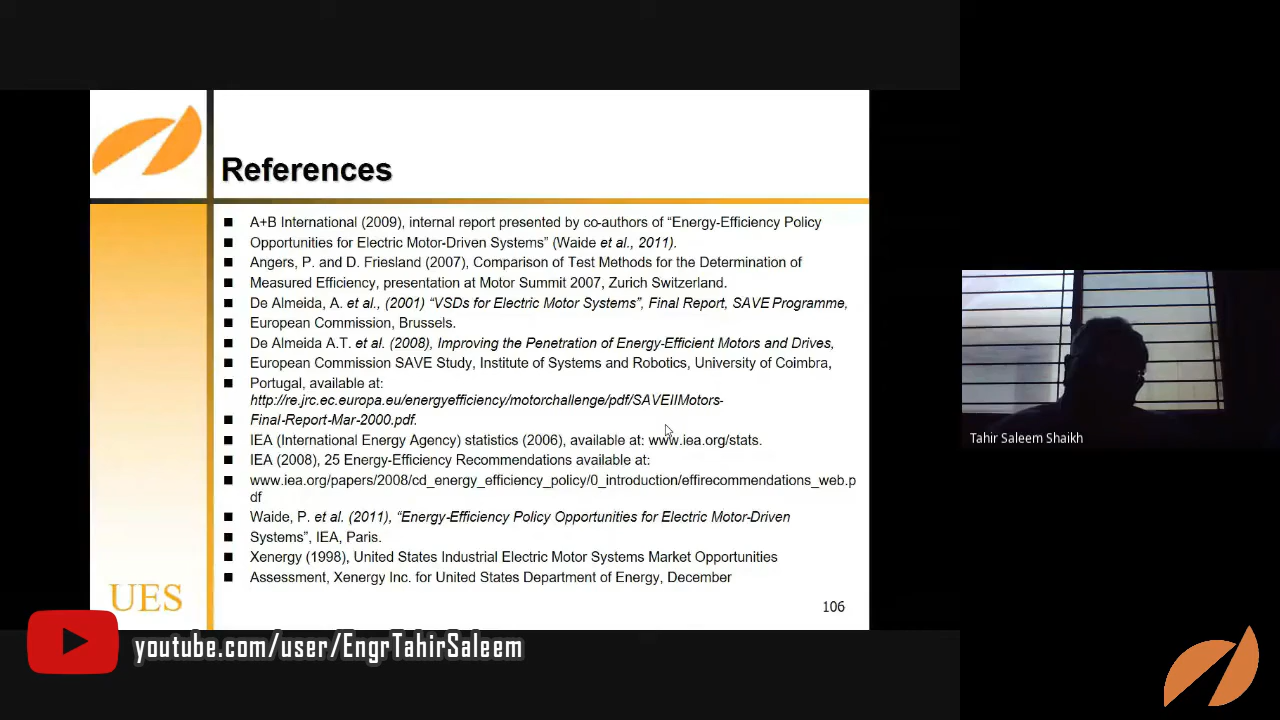 References
■ A+B International (2009), internal report presented by co-authors of “Energy-Efficiency Policy
■ Opportunities for Electric Motor-Driven Systems” (Waide et al., 2011).
■ Angers, P. and D. Friesland (2007), Comparison of Test Methods for the Determination of
■ Measured Efficiency, presentation at Motor Summit 2007, Zurich Switzerland.
■ De Almeida, A. et al., (2001) “VSDs for Electric Motor Systems”, Final Report, SAVE Programme,
■ European Commission, Brussels.
■ De Almeida A.T. et al. (2008), Improving the Penetration of Energy-Efficient Motors and Drives,
■ European Commission SAVE Study, Institute of Systems and Robotics, University of Coimbra,
■ Portugal, available at:
http://re.jrc.ec.europa.eu/energyefficiency/motorchallenge/pdf/SAVEIIMotors-
■ Final-Report-Mar-2000.pdf.
■ IEA (International Energy Agency) statistics (2006), available at: www.iea.org/stats.
■ IEA (2008), 25 Energy-Efficiency Recommendations available at:
■ www.iea.org/papers/2008/cd_energy_efficiency_policy/0_introduction/effirecommendations_web.p
df
■ Waide, P. et al. (2011), “Energy-Efficiency Policy Opportunities for Electric Motor-Driven
■ Systems”, IEA, Paris.
■ Xenergy (1998), United States Industrial Electric Motor Systems Market Opportunities
■ Assessment, Xenergy Inc. for United States Department of Energy, December
UES
106
Tahir Saleem Shaikh
youtube.com/user/EngrTahirSaleem